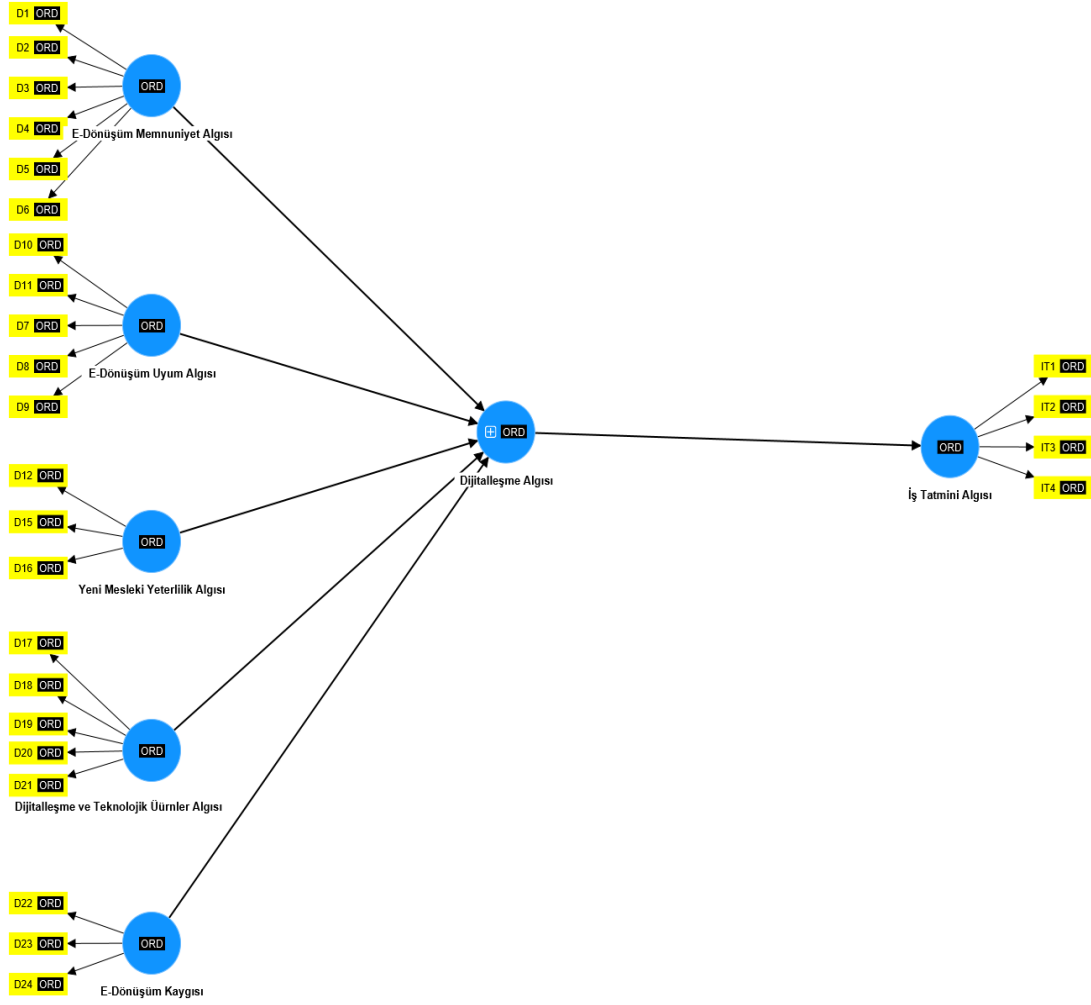 D1 ORD
D2 ORD
D3 ORD
D4 ORD
D5 ORD
D6 ORD
ORD
E-Dönüşüm Memnuniyet Algısı
D10 ORD
D11 ORD
D7 ORD
D8 ORD
D9 ORD
ORD
E-Dönüşüm Uyum Algısı
D12 ORD
D15 ORD
D16 ORD
ORD
Yeni Mesleki Yeterlilik Algısı
D17 ORD
D18 ORD
D19 ORD
D20 ORD
D21 ORD
ORD
Dijitalleşme ve Teknolojik Üürnler Algısı
D22 ORD
D23 ORD
D24 ORD
ORD
E-Dönüşüm Kaygısı
ORD
Dijitalleşme Algısı
ORD
İş Tatmini Algısı
IT1 ORD
IT2 ORD
IT3 ORD
IT4 ORD